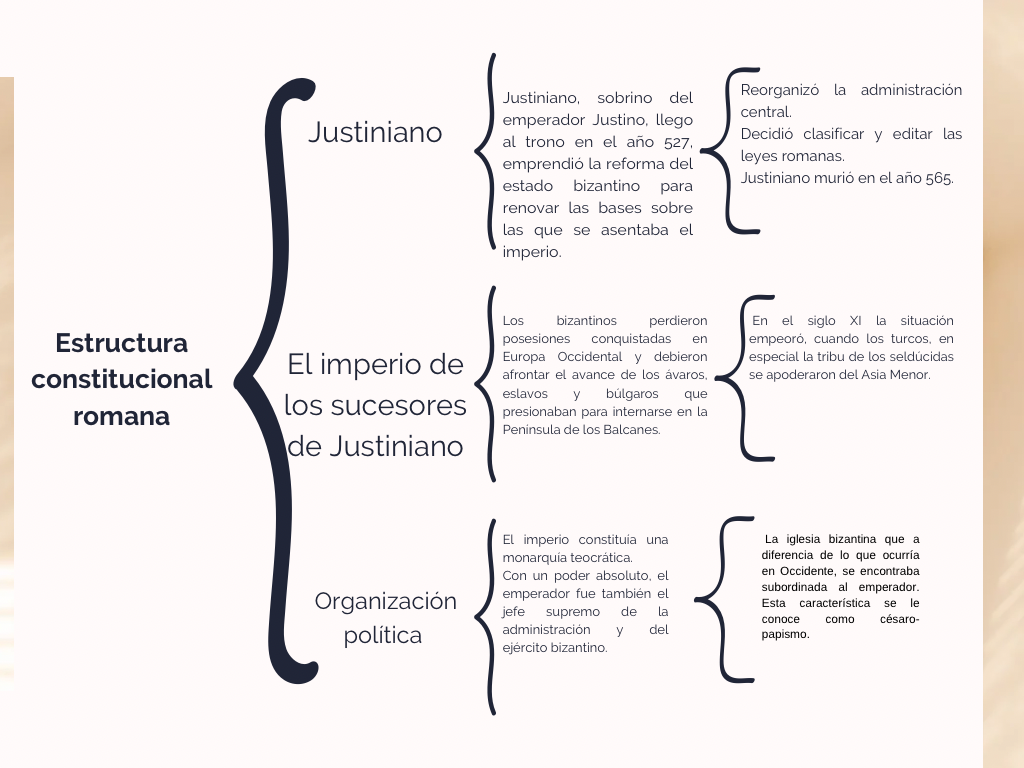 Estructura
constitucional
romana
Justiniano
Justiniano, sobrino del
emperador Justino, llego
al trono en el año 527,
emprendió la reforma del
estado bizantino para
renovar las bases sobre
las que se asentaba el
imperio.
Reorganizó la administración
central.
Decidió clasificar y editar las
leyes romanas.
Justiniano murió en el año 565.
El imperio de
los sucesores
de Justiniano
Los bizantinos perdieron
posesiones conquistadas en
Europa Occidental y debieron
afrontar el avance de los ávaros,
eslavos y búlgaros que
presionaban para internarse en la
Península de los Balcanes.
En el siglo XI la situación
empeoró, cuando los turcos, en
especial la tribu de los seldúcidas
se apoderaron del Asia Menor.
Organización
política
El imperio constituía una
monarquía teocrática.
Con un poder absoluto, el
emperador fue también el
jefe supremo de la
administración y del
ejército bizantino.
La iglesia bizantina que a
diferencia de lo que ocurría
en Occidente, se encontraba
subordinada al emperador.
Esta característica se le
conoce como césaro-
papismo.